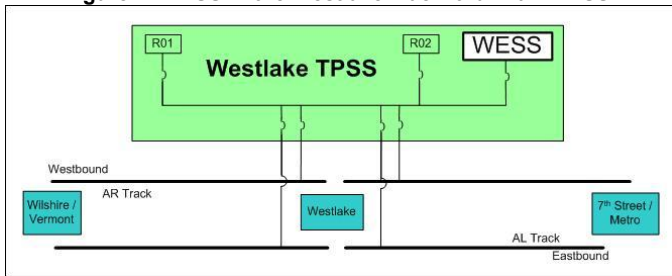 R01
R02
WESS
Westlake TPSS
Westbound
AR Track
Wilshire /
Vermont
Westlake
7th Street /
Metro
AL Track
Eastbound